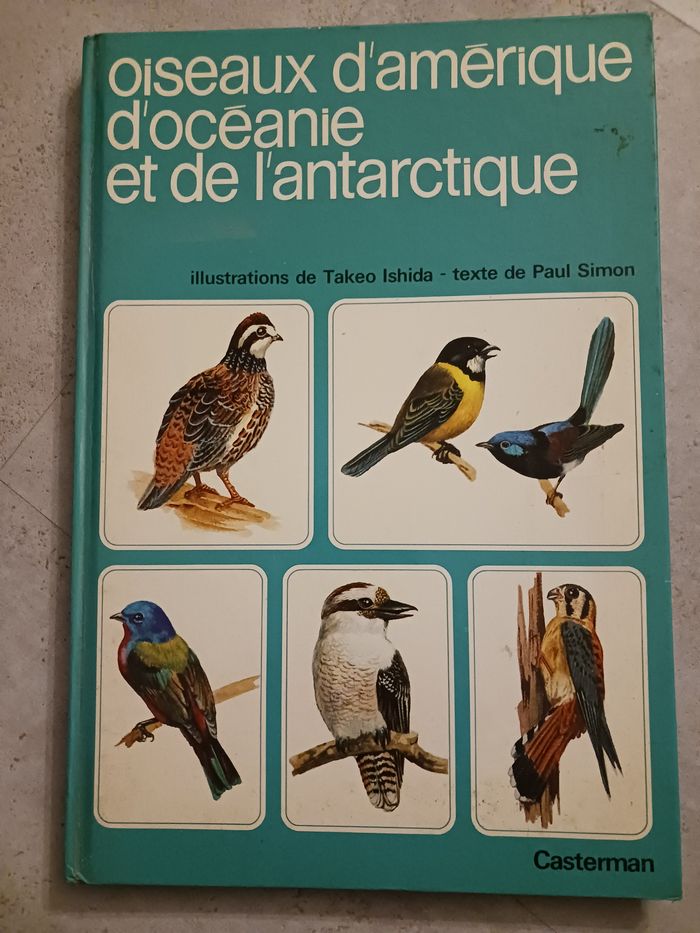 oiseaux d'amérique
d'océanie
et de l'antarctique
illustrations de Takeo Ishida - texte de Paul Simon
Casterman